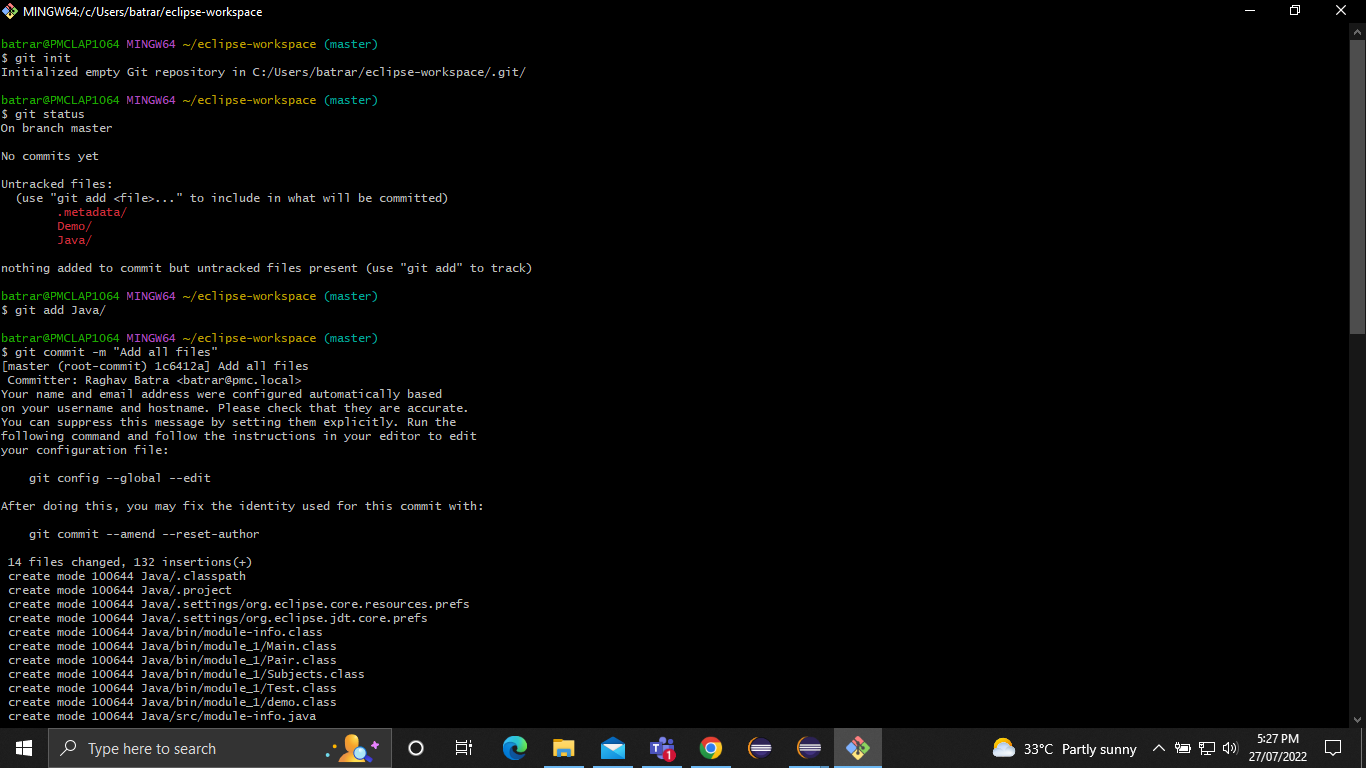 MINGW64:/c/Users/batrar/eclipse-workspace
batrar@PMCLAP1064 MINGW64 ~/eclipse-workspace (master)
$ git init
Initialized empty Git repository in C:/Users/batrar/eclipse-workspace/.git/
batrar@PMCLAP1064 MINGW64 ~/eclipse-workspace (master)
$ git status
On branch master
No commits yet
Untracked files:
  (use "git add <file>..." to include in what will be committed)
        .metadata/
        Demo/
        Java/
nothing added to commit but untracked files present (use "git add" to track)
batrar@PMCLAP1064 MINGW64 ~/eclipse-workspace (master)
$ git add Java/
batrar@PMCLAP1064 MINGW64 ~/eclipse-workspace (master)
$ git commit -m "Add all files"
[master (root-commit) 1c6412a] Add all files
 Committer: Raghav Batra <batrar@pmc.local>
Your name and email address were configured automatically based
on your username and hostname. Please check that they are accurate.
You can suppress this message by setting them explicitly. Run the
following command and follow the instructions in your editor to edit
your configuration file:
    git config --global --edit
After doing this, you may fix the identity used for this commit with:
    git commit --amend --reset-author
 14 files changed, 132 insertions(+)
 create mode 100644 Java/.classpath
 create mode 100644 Java/.project
 create mode 100644 Java/.settings/org.eclipse.core.resources.prefs
 create mode 100644 Java/.settings/org.eclipse.jdt.core.prefs
 create mode 100644 Java/bin/module-info.class
 create mode 100644 Java/bin/module_1/Main.class
 create mode 100644 Java/bin/module_1/Pair.class
 create mode 100644 Java/bin/module_1/Subjects.class
 create mode 100644 Java/bin/module_1/Test.class
 create mode 100644 Java/bin/module_1/demo.class
 create mode 100644 Java/src/module-info.java
Type here to search
1
33°C Partly sunny
5:27 PM
27/07/2022